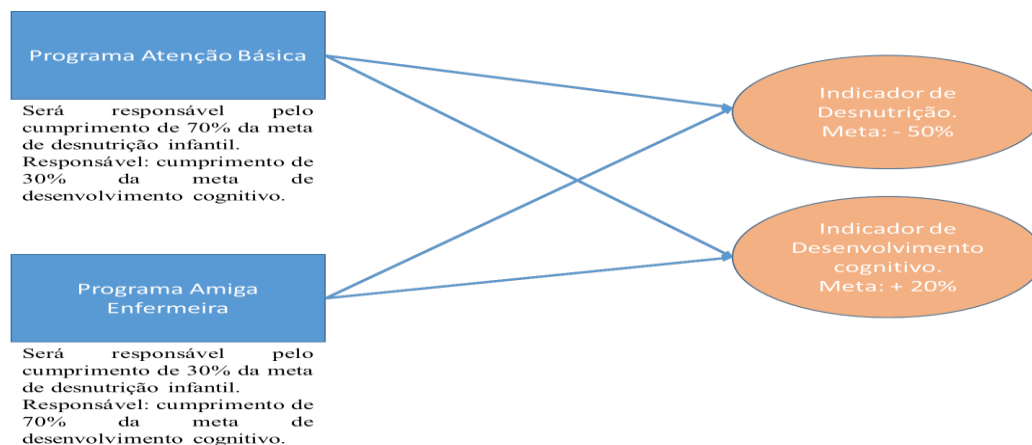 Programa Atenção Básica
Será responsável pelo
cumprimento de 70% da meta
de desnutrição infantil.
Responsável: cumprimento de
30% da meta de
desenvolvimento cognitivo.
Programa Amiga
Enfermeira
Será responsável pelo
cumprimento de 30% da meta
de desnutrição infantil.
Responsável: cumprimento de
70% da meta de
desenvolvimento cognitivo.
Indicador de
Desnutrição.
Meta: - 50%
Indicador de
Desenvolvimento
cognitivo.
Meta: + 20%